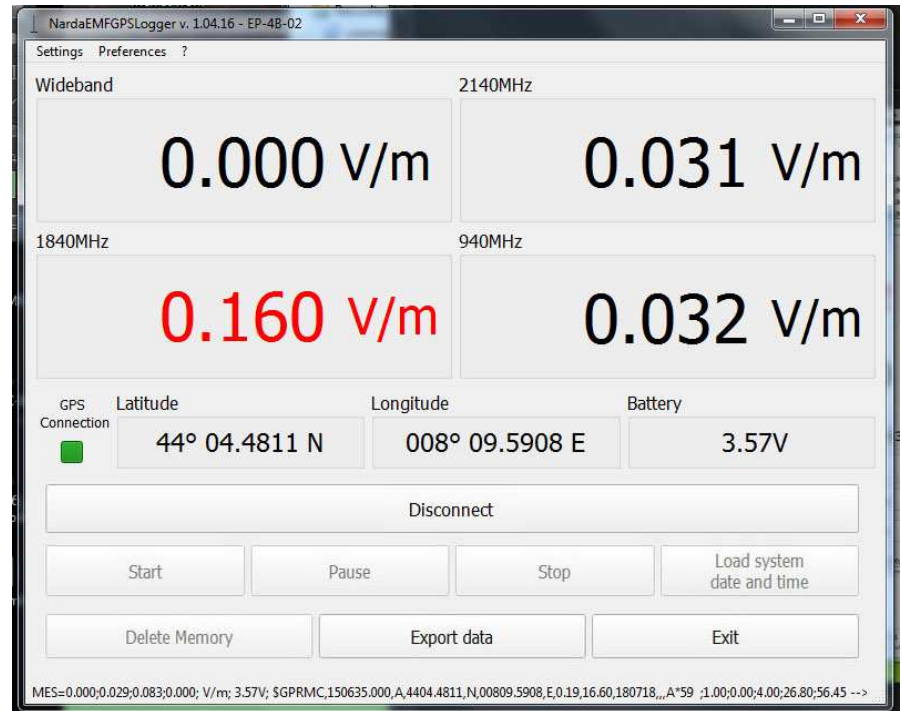 NardaEMFGPSLogger v. 1.04.16 - EP-4B-02
Settings Preferences ?
Wideband 2140MHz
0.000 V/m 0.031 V/m
1840MHz 940MHz
0.160 V/m 0.032 V/m
GPS Connection Latitude Longitude Battery
44° 04.4811 N 008° 09.5908 E 3.57V
Disconnect
Start Pause Stop Load system
date and time
Delete Memory Export data Exit
MES=0.000;0.029;0.083;0.000; V/m; 3.57V; $GPRMC,150635.000,A,4404.4811,N,00809.5908,E,0.19,16.60,180718,,,A*59 ;1.00;0.00;4.00;26.80;56.45 -->